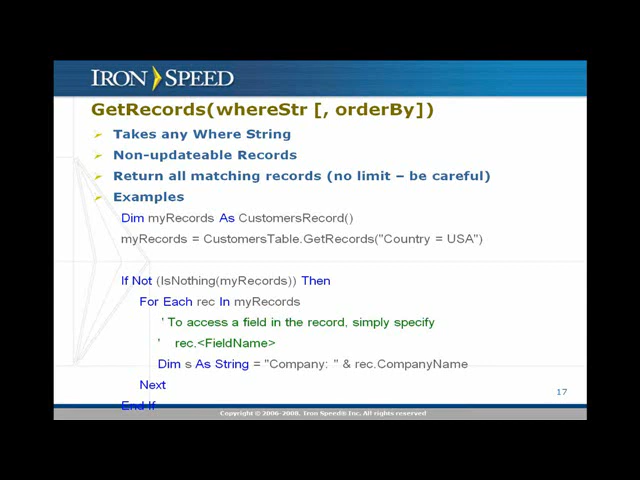 IRON SPEED
GetRecords(whereStr [, orderBy])
Takes any Where String
Non-updateable Records
Return all matching records (no limit – be careful)
Examples
Dim myRecords As CustomersRecord()
myRecords = CustomersTable.GetRecords("Country = USA")
If Not (IsNothing(myRecords)) Then
For Each rec In myRecords
' To access a field in the record, simply specify
' rec.<FieldName>
Dim s As String = "Company: " & rec.CompanyName
Next
17
End If
Copyright © 2006-2008. Iron Speed® Inc. All rights reserved